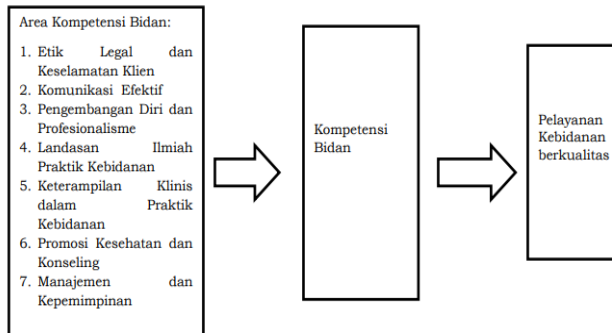 Area Kompetensi Bidan:
1. Etik Legal dan
Keselamatan Klien
2. Komunikasi Efektif
3. Pengembangan Diri dan
Profesionalisme
4. Landasan Ilmiah
Praktik Kebidanan
5. Keterampilan Klinis
dalam Praktik
Kebidanan
6. Promosi Kesehatan dan
Konseling
7. Manajemen dan
Kepemimpinan
Kompetensi
Bidan
Pelayanan
Kebidanan
berkualitas